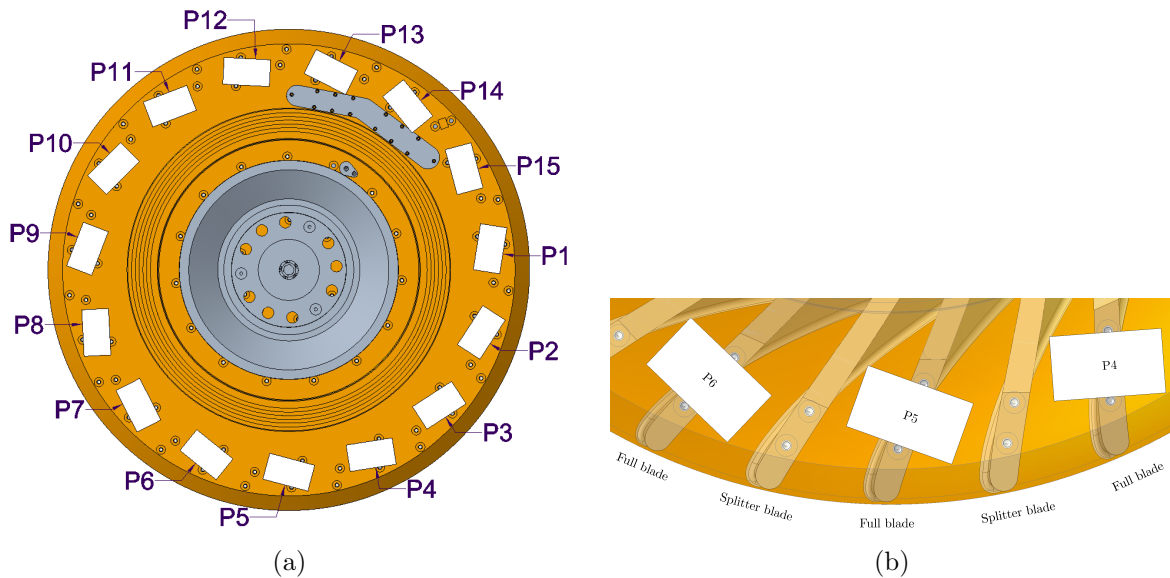 P12
P13
P11
P14
P10
P15
P9
P1
P8
P2
P7
P3
P6
P4
P5
(a)
P4
P6
P5
Full blade
Splitter blade
Full blade
Splitter blade
Full blade
(b)